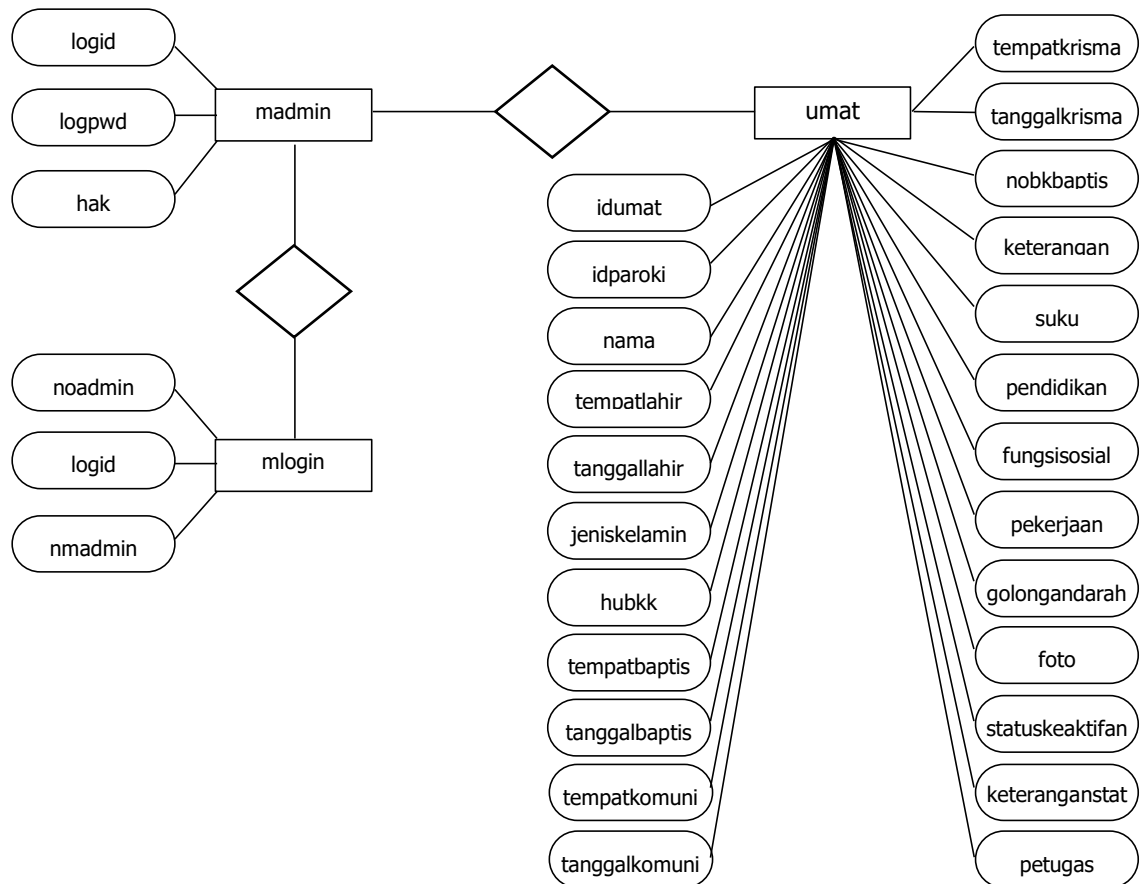 logid
logpwd
hak
madmin
umat
noadmin
logid
nmadmin
mlogin
idumat
idparoki
nama
tempatlahir
tanggallahir
jeniskelamin
hubkk
tempatbaptis
tanggalbaptis
tempatkomuni
tanggalkomuni
tempatkrisma
tanggalkrisma
nobkbaptis
keterangan
suku
pendidikan
fungsisosial
pekerjaan
golongandarah
foto
statuskeaktifan
keteranganstat
petugas